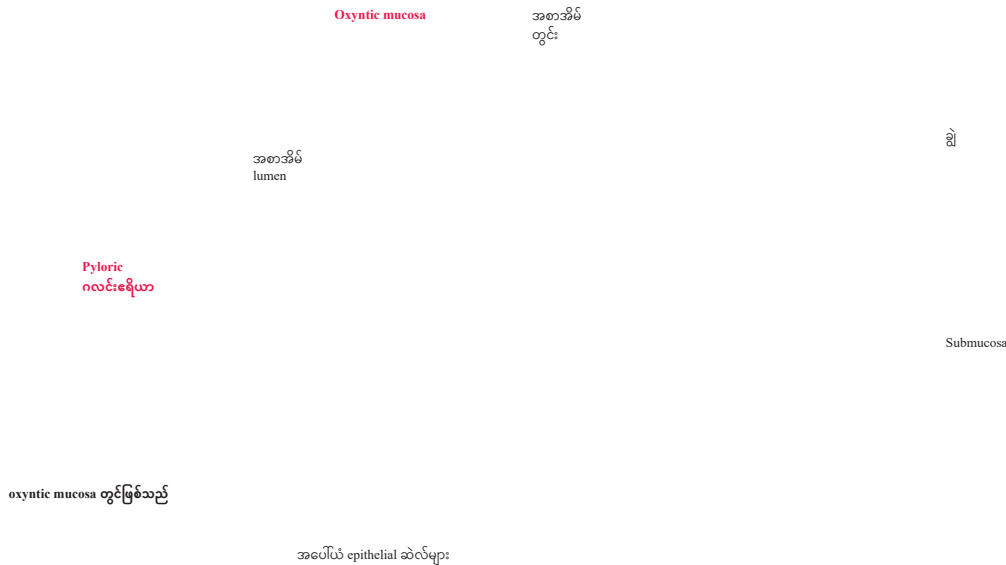 Oxyntic mucosa
အစာအိမ်
တွင်း
ချွဲ
အစာအိမ်
lumen
Pyloric
ဂလင်းဧရိယာ
Submucosa
oxyntic mucosa တွင်ဖြစ်သည်
အပေါ်ယံ epithelial ဆဲလ်များ